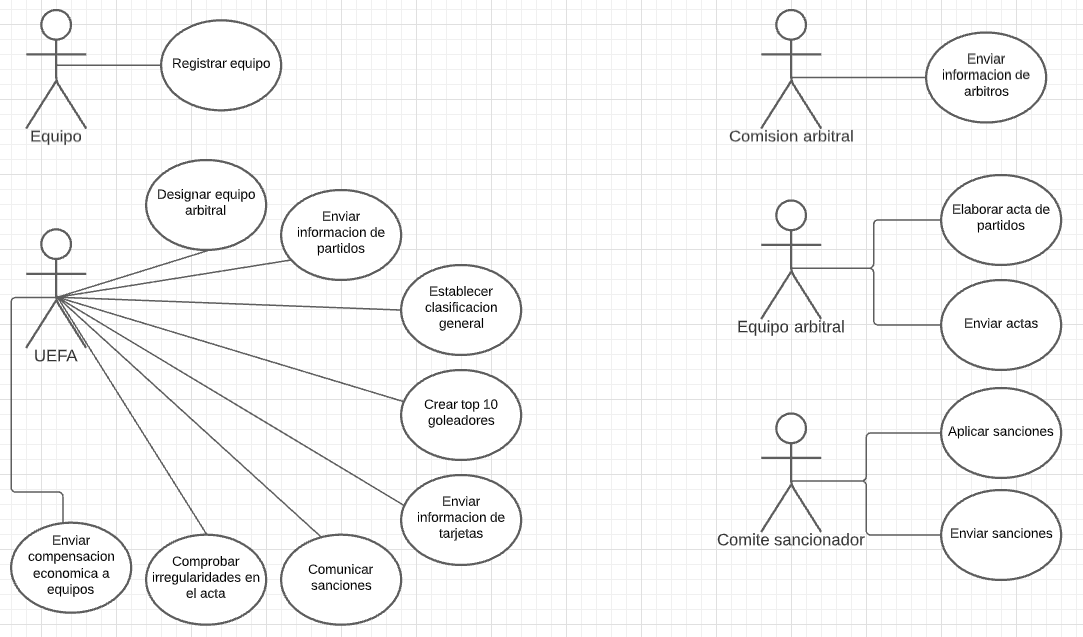 Registrar equipo
Equipo
Enviar
informacion de
arbitros
Comision arbitral
Designar equipo
arbitral
Enviar
informacion de
partidos
Establecer
clasificacion
general
UEFA
Crear top 10
goleadores
Enviar
informacion de
tarjetas
Enviar
compensacion
economica a
equipos
Comprobar
irregularidades en
el acta
Comunicar
sanciones
Elaborar acta de
partidos
Equipo arbitral
Enviar actas
Aplicar sanciones
Comite sancionador
Enviar sanciones